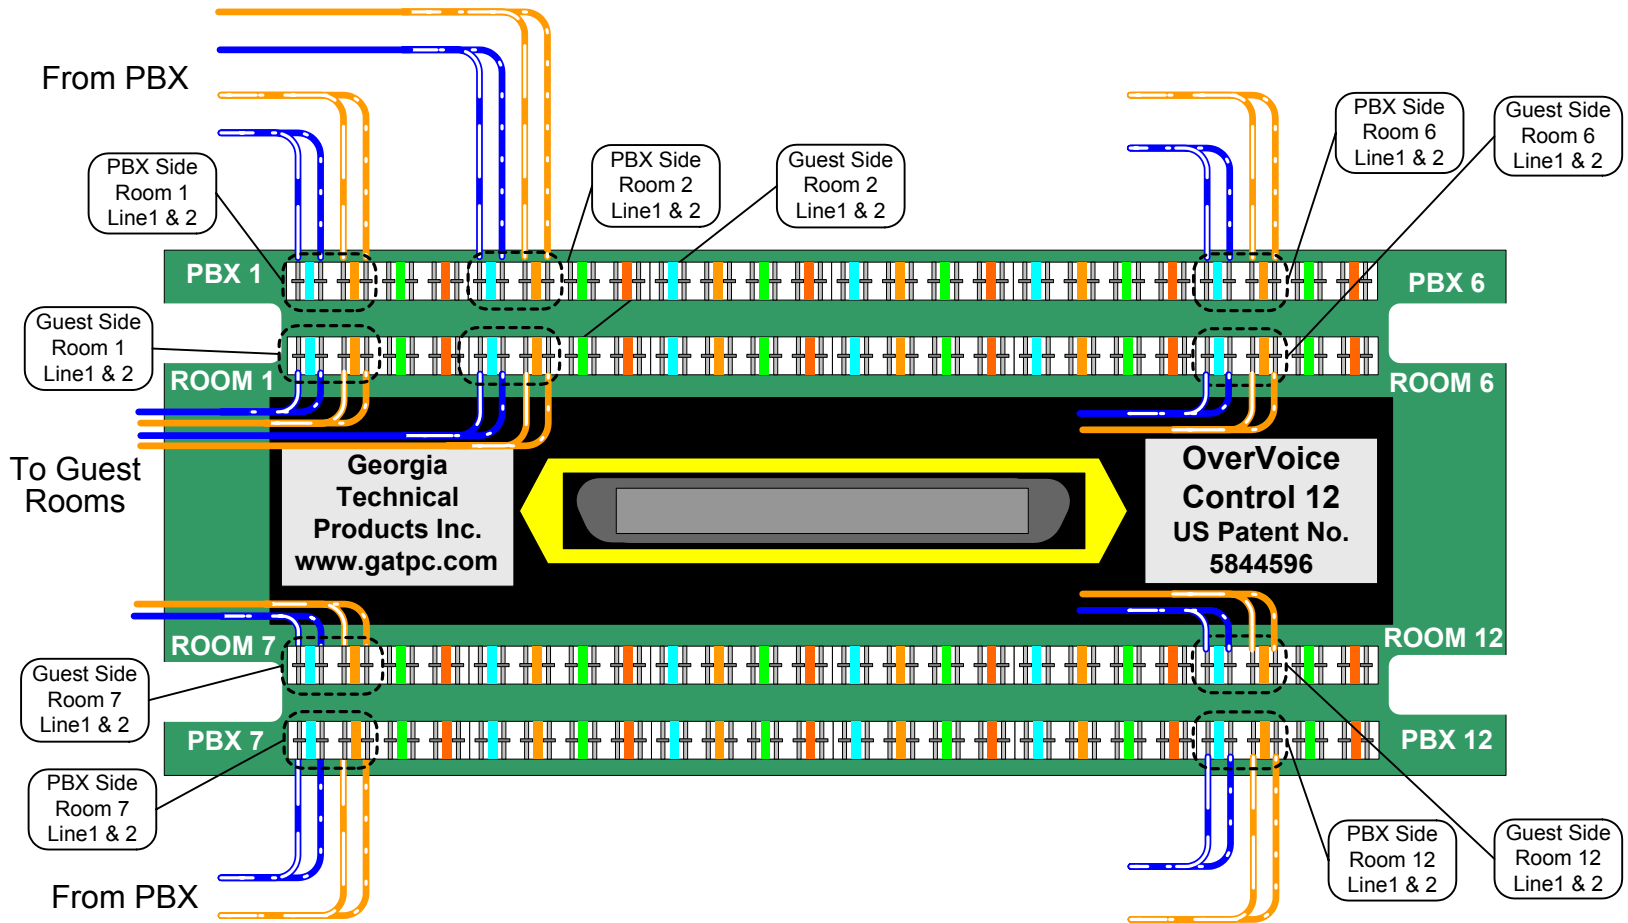 From PBX
PBX Side
Room 1
Line1 & 2
PBX Side
Room 2
Line1 & 2
Guest Side
Room 2
Line1 & 2
PBX Side
Room 6
Line1 & 2
Guest Side
Room 6
Line1 & 2
PBX 1
PBX 6
Guest Side
Room 1
Line1 & 2
ROOM 1
ROOM 6
To Guest
Rooms
Georgia
Technical
Products Inc.
www.gatpc.com
OverVoice
Control 12
US Patent No.
5844596
ROOM 7
ROOM 12
Guest Side
Room 7
Line1 & 2
PBX 7
PBX 12
PBX Side
Room 7
Line1 & 2
PBX Side
Room 12
Line1 & 2
Guest Side
Room 12
Line1 & 2
From PBX